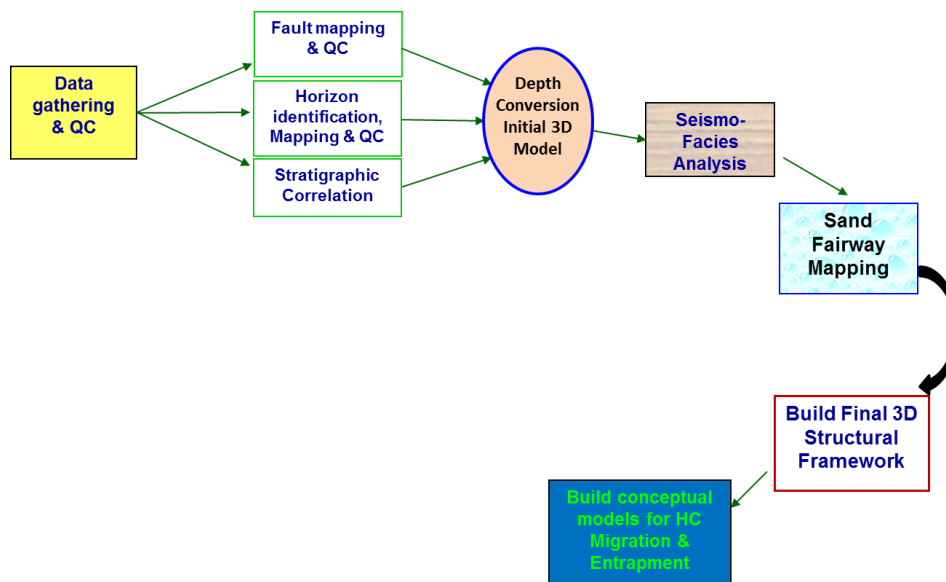 Data
gathering
& QC
Fault mapping
& QC
Horizon
identification,
Mapping & QC
Stratigraphic
Correlation
Depth
Conversion
Initial 3D
Model
Seismo-
Facies
Analysis
Sand
Fairway
Mapping
Build Final 3D
Structural
Framework
Build conceptual
models for HC
Migration &
Entrapment